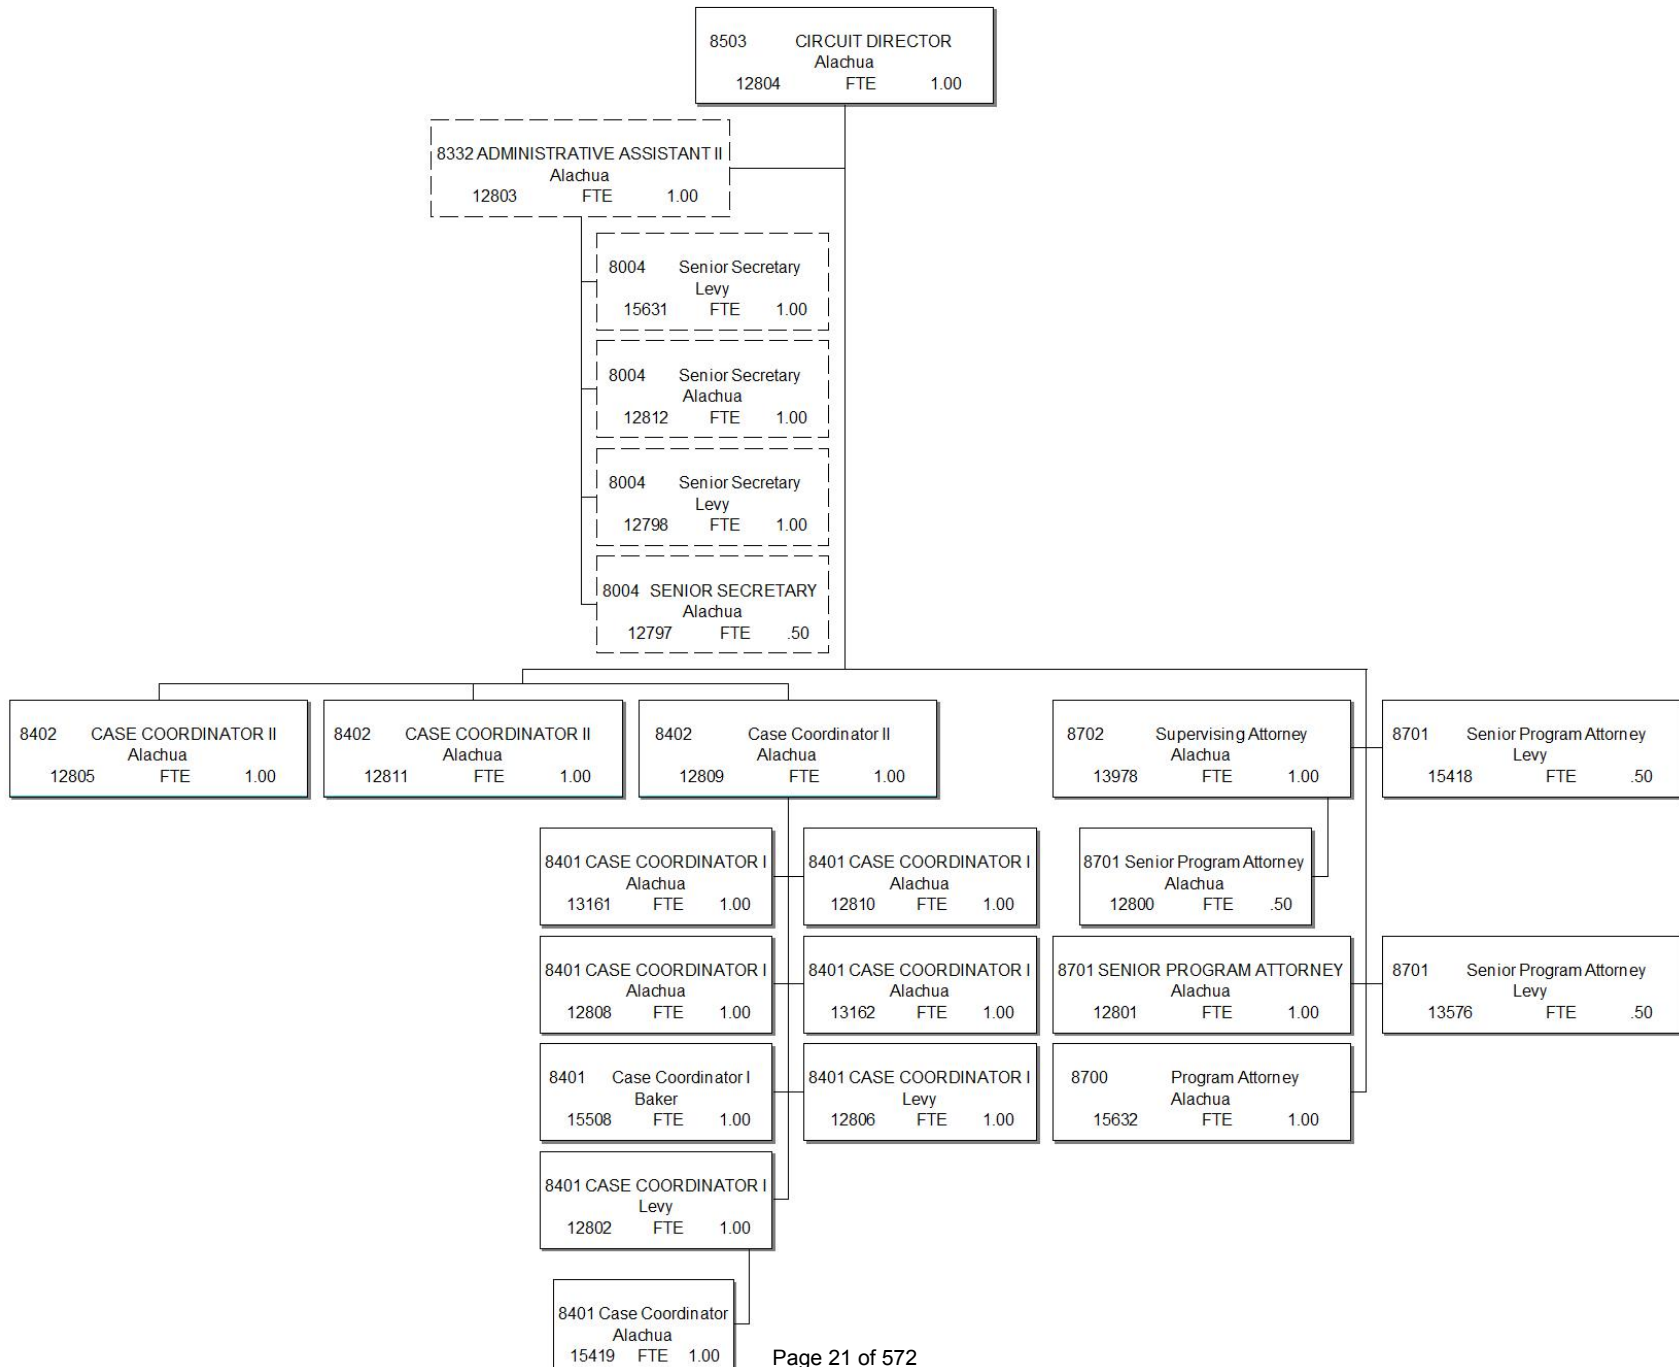 8503 CIRCUIT DIRECTOR
Alachua
12804 FTE 1.00
8332 ADMINISTRATIVE ASSISTANT II
Alachua
12803 FTE 1.00
8004 Senior Secretary
Levy
15631 FTE 1.00
8004 Senior Secretary
Alachua
12812 FTE 1.00
8004 Senior Secretary
Levy
12798 FTE 1.00
8004 SENIOR SECRETARY
Alachua
12797 FTE .50
8402 CASE COORDINATOR II
Alachua
12805 FTE 1.00
8402 CASE COORDINATOR II
Alachua
12811 FTE 1.00
8402 Case Coordinator II
Alachua
12809 FTE 1.00
8702 Supervising Attorney
Alachua
13978 FTE 1.00
8701 Senior Program Attorney
Levy
15418 FTE .50
8401 CASE COORDINATOR I
Alachua
13161 FTE 1.00
8401 CASE COORDINATOR I
Alachua
12810 FTE 1.00
8701 Senior Program Attorney
Alachua
12800 FTE .50
8401 CASE COORDINATOR I
Alachua
12808 FTE 1.00
8401 CASE COORDINATOR I
Alachua
13162 FTE 1.00
8701 SENIOR PROGRAM ATTORNEY
Alachua
12801 FTE 1.00
8701 Senior Program Attorney
Levy
13576 FTE .50
8401 Case Coordinator I
Baker
15508 FTE 1.00
8401 CASE COORDINATOR I
Levy
12806 FTE 1.00
8700 Program Attorney
Alachua
15632 FTE 1.00
8401 CASE COORDINATOR I
Levy
12802 FTE 1.00
8401 Case Coordinator
Alachua
15419 FTE 1.00
Page 21 of 572